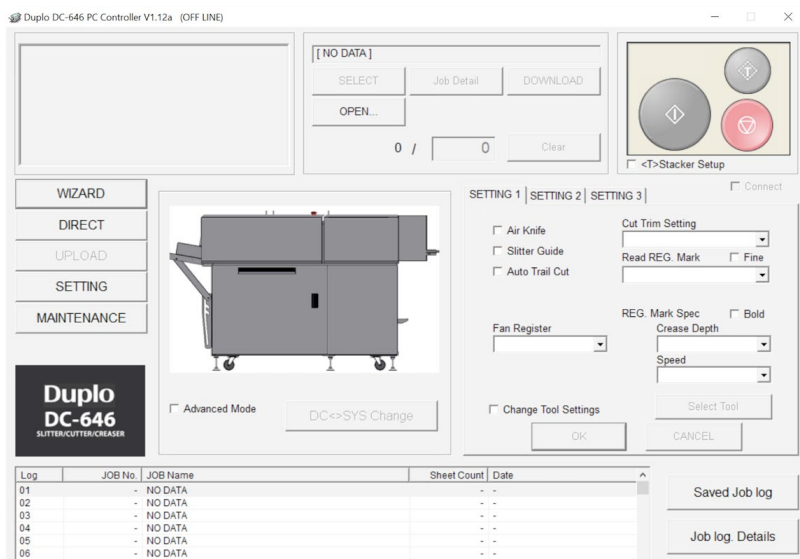 Duplo DC-646 PC Controller V1.12a (OFF LINE)
[ NO DATA ]
SELECT Job Detail DOWNLOAD
OPEN...
0 / 0 Clear
T
<T>Stacker Setup
Connect
WIZARD
DIRECT
UPLOAD
SETTING
MAINTENANCE
Duplo
DC-646
SLITTER/CUTTER/CREASER
Advanced Mode
DC<>SYS Change
SETTING 1 SETTING 2 SETTING 3
Air Knife
Slitter Guide
Auto Trail Cut
Cut Trim Setting
Read REG. Mark Fine
REG. Mark Spec Bold
Fan Register
Crease Depth
Speed
Change Tool Settings
Select Tool
OK CANCEL
Log JOB No. JOB Name Sheet Count Date
01 - NO DATA - -
02 - NO DATA - -
03 - NO DATA - -
04 - NO DATA - -
05 - NO DATA - -
06 - NO DATA - -
Saved Job log
Job log. Details